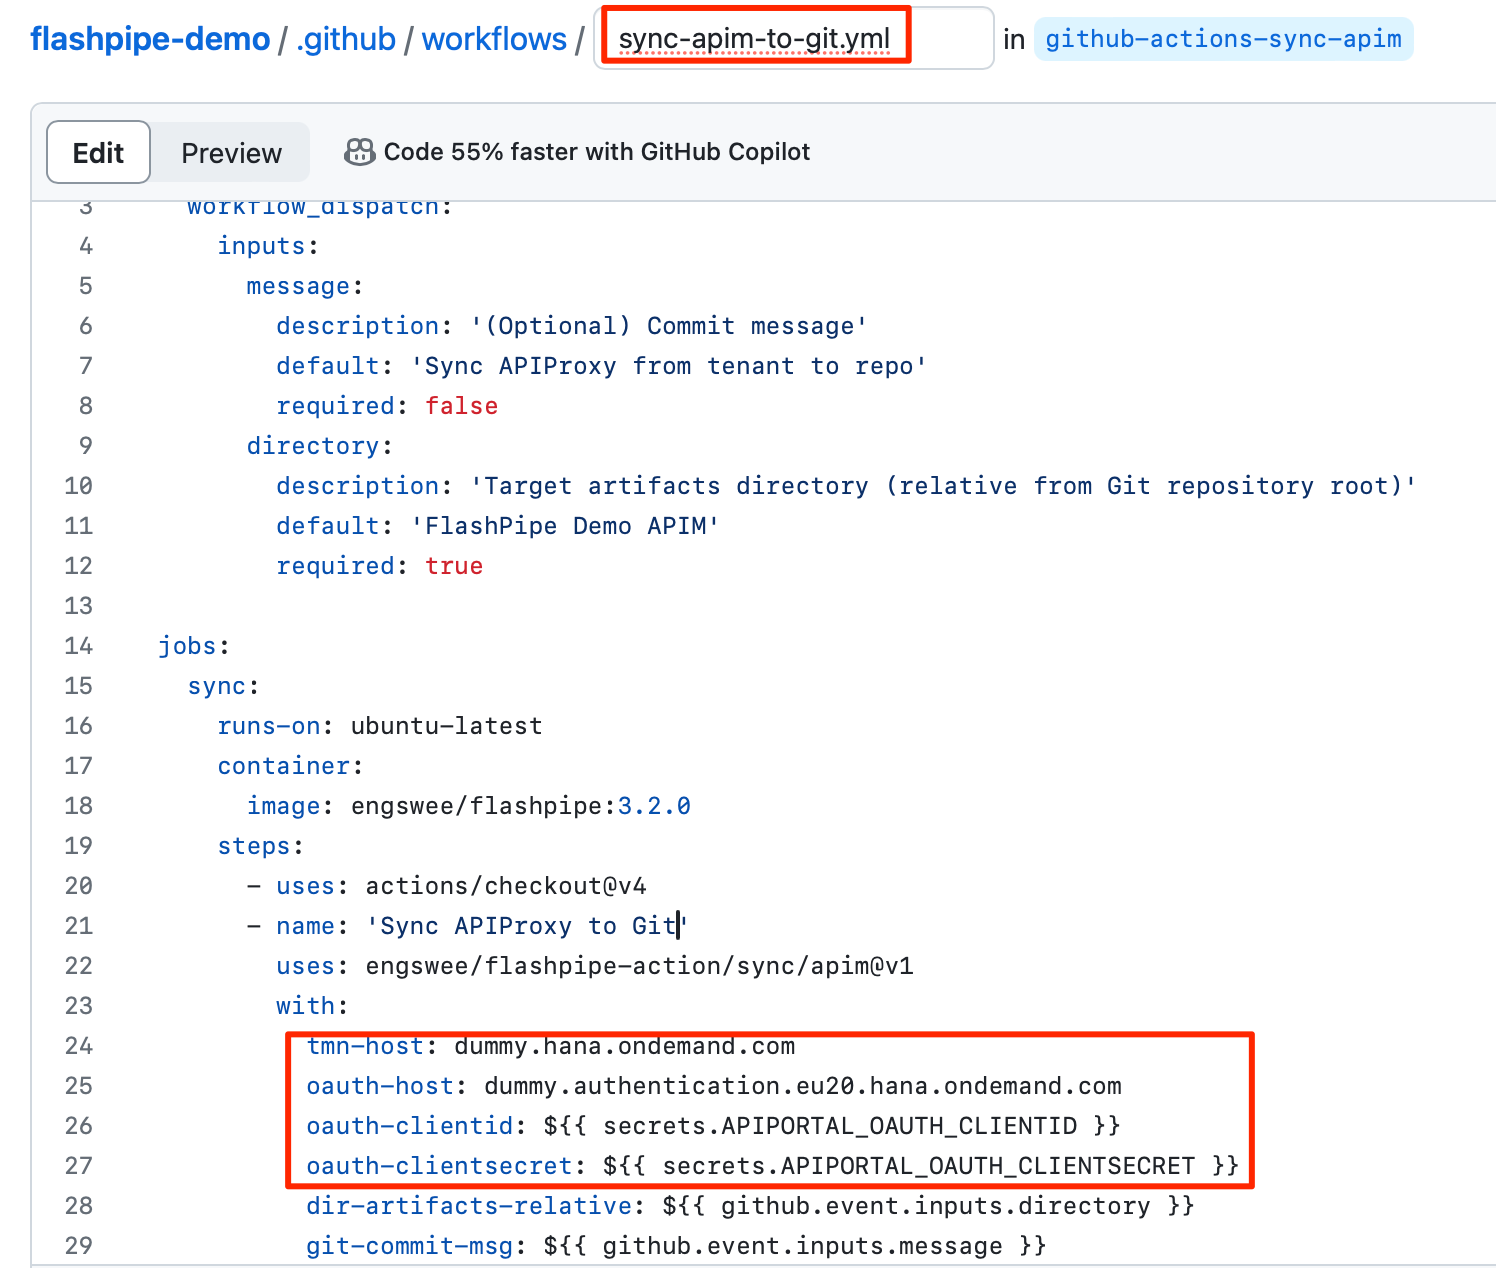 flashpipe-demo / .github / workflows / sync-apim-to-git.yml in github-actions-sync-apim
Edit Preview Code 55% faster with GitHub Copilot
3 workflow_dispatch:
4 inputs:
5 message:
6 description: '(Optional) Commit message'
7 default: 'Sync APIProxy from tenant to repo'
8 required: false
9 directory:
10 description: 'Target artifacts directory (relative from Git repository root)'
11 default: 'FlashPipe Demo APIM'
12 required: true
13
14 jobs:
15 sync:
16 runs-on: ubuntu-latest
17 container:
18 image: engswee/flashpipe:3.2.0
19 steps:
20 - uses: actions/checkout@v4
21 - name: 'Sync APIProxy to Git'
22 uses: engswee/flashpipe-action/sync/apim@v1
23 with:
24 tmn-host: dummy.hana.ondemand.com
25 oauth-host: dummy.authentication.eu20.hana.ondemand.com
26 oauth-clientid: ${{ secrets.APIPORTAL_OAUTH_CLIENTID }}
27 oauth-clientsecret: ${{ secrets.APIPORTAL_OAUTH_CLIENTSECRET }}
28 dir-artifacts-relative: ${{ github.event.inputs.directory }}
29 git-commit-msg: ${{ github.event.inputs.message }}